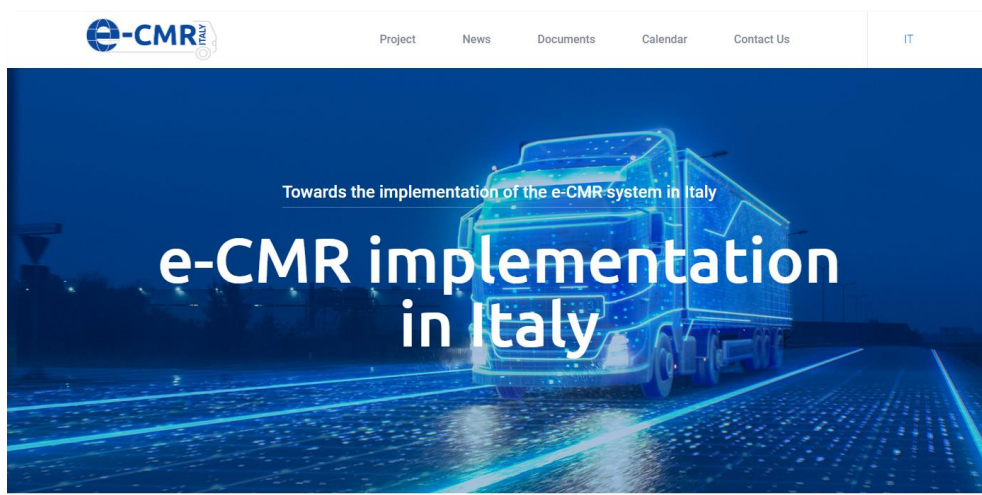 e-CMR ITALY
Project News Documents Calendar Contact Us IT
Towards the implementation of the e-CMR system in Italy
e-CMR implementation
in Italy